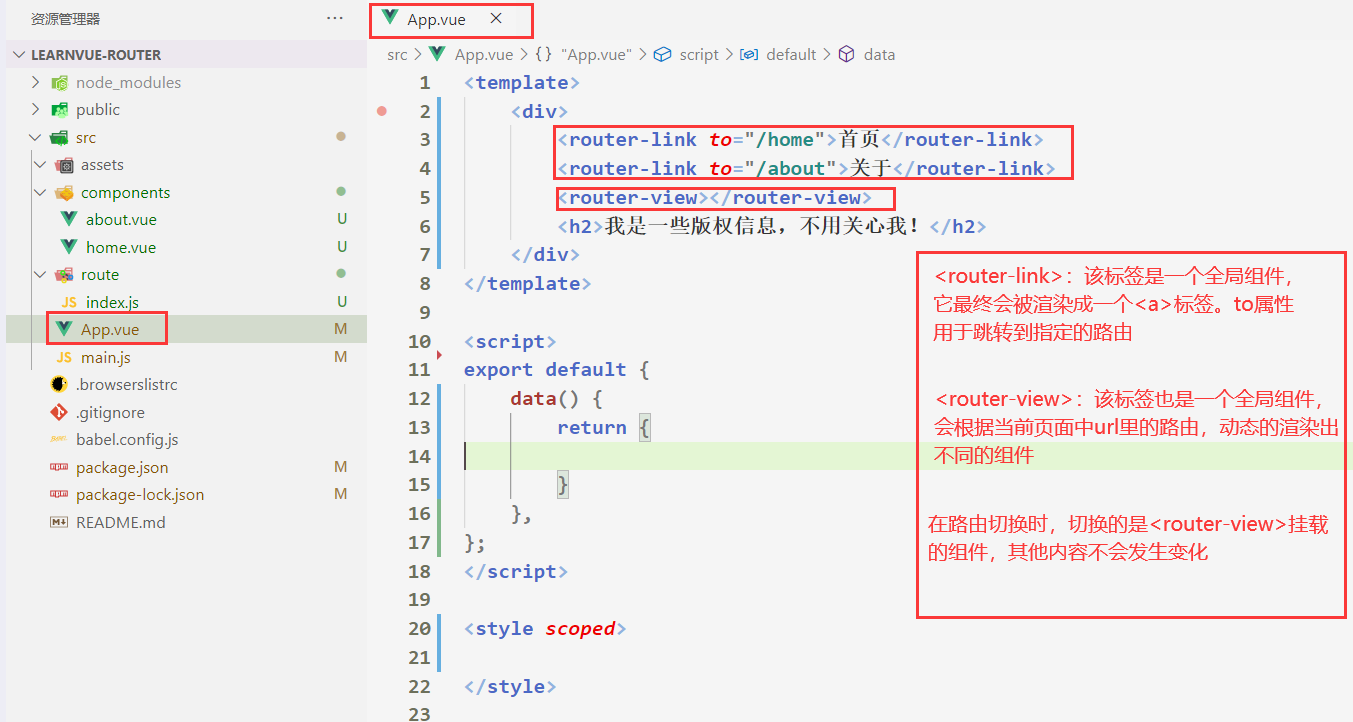 资源管理器 ···
LEARNVUE-ROUTER
node_modules
public
src
assets
components
about.vue U
home.vue U
route
JS index.js U
App.vue M
JS main.js M
.browserslistrc
.gitignore
babel.config.js
package.json M
package-lock.json M
README.md
App.vue ×
src > App.vue > {} "App.vue" > script > default > data
1 <template>
2 <div>
3 <router-link to="/home">首页</router-link>
4 <router-link to="/about">关于</router-link>
5 <router-view></router-view>
6 <h2>我是一些版权信息，不用关心我！</h2>
7 </div>
8 </template>
9
10 <script>
11 export default {
12 data() {
13 return {
14
15 }
16 },
17 };
18 </script>
19
20 <style scoped>
21
22 </style>
23
<router-link>：该标签是一个全局组件，
它最终会被渲染成一个<a>标签。to属性
用于跳转到指定的路由
<router-view>：该标签也是一个全局组件，
会根据当前页面中url里的路由，动态的渲染出
不同的组件
在路由切换时，切换的是<router-view>挂载
的组件，其他内容不会发生变化